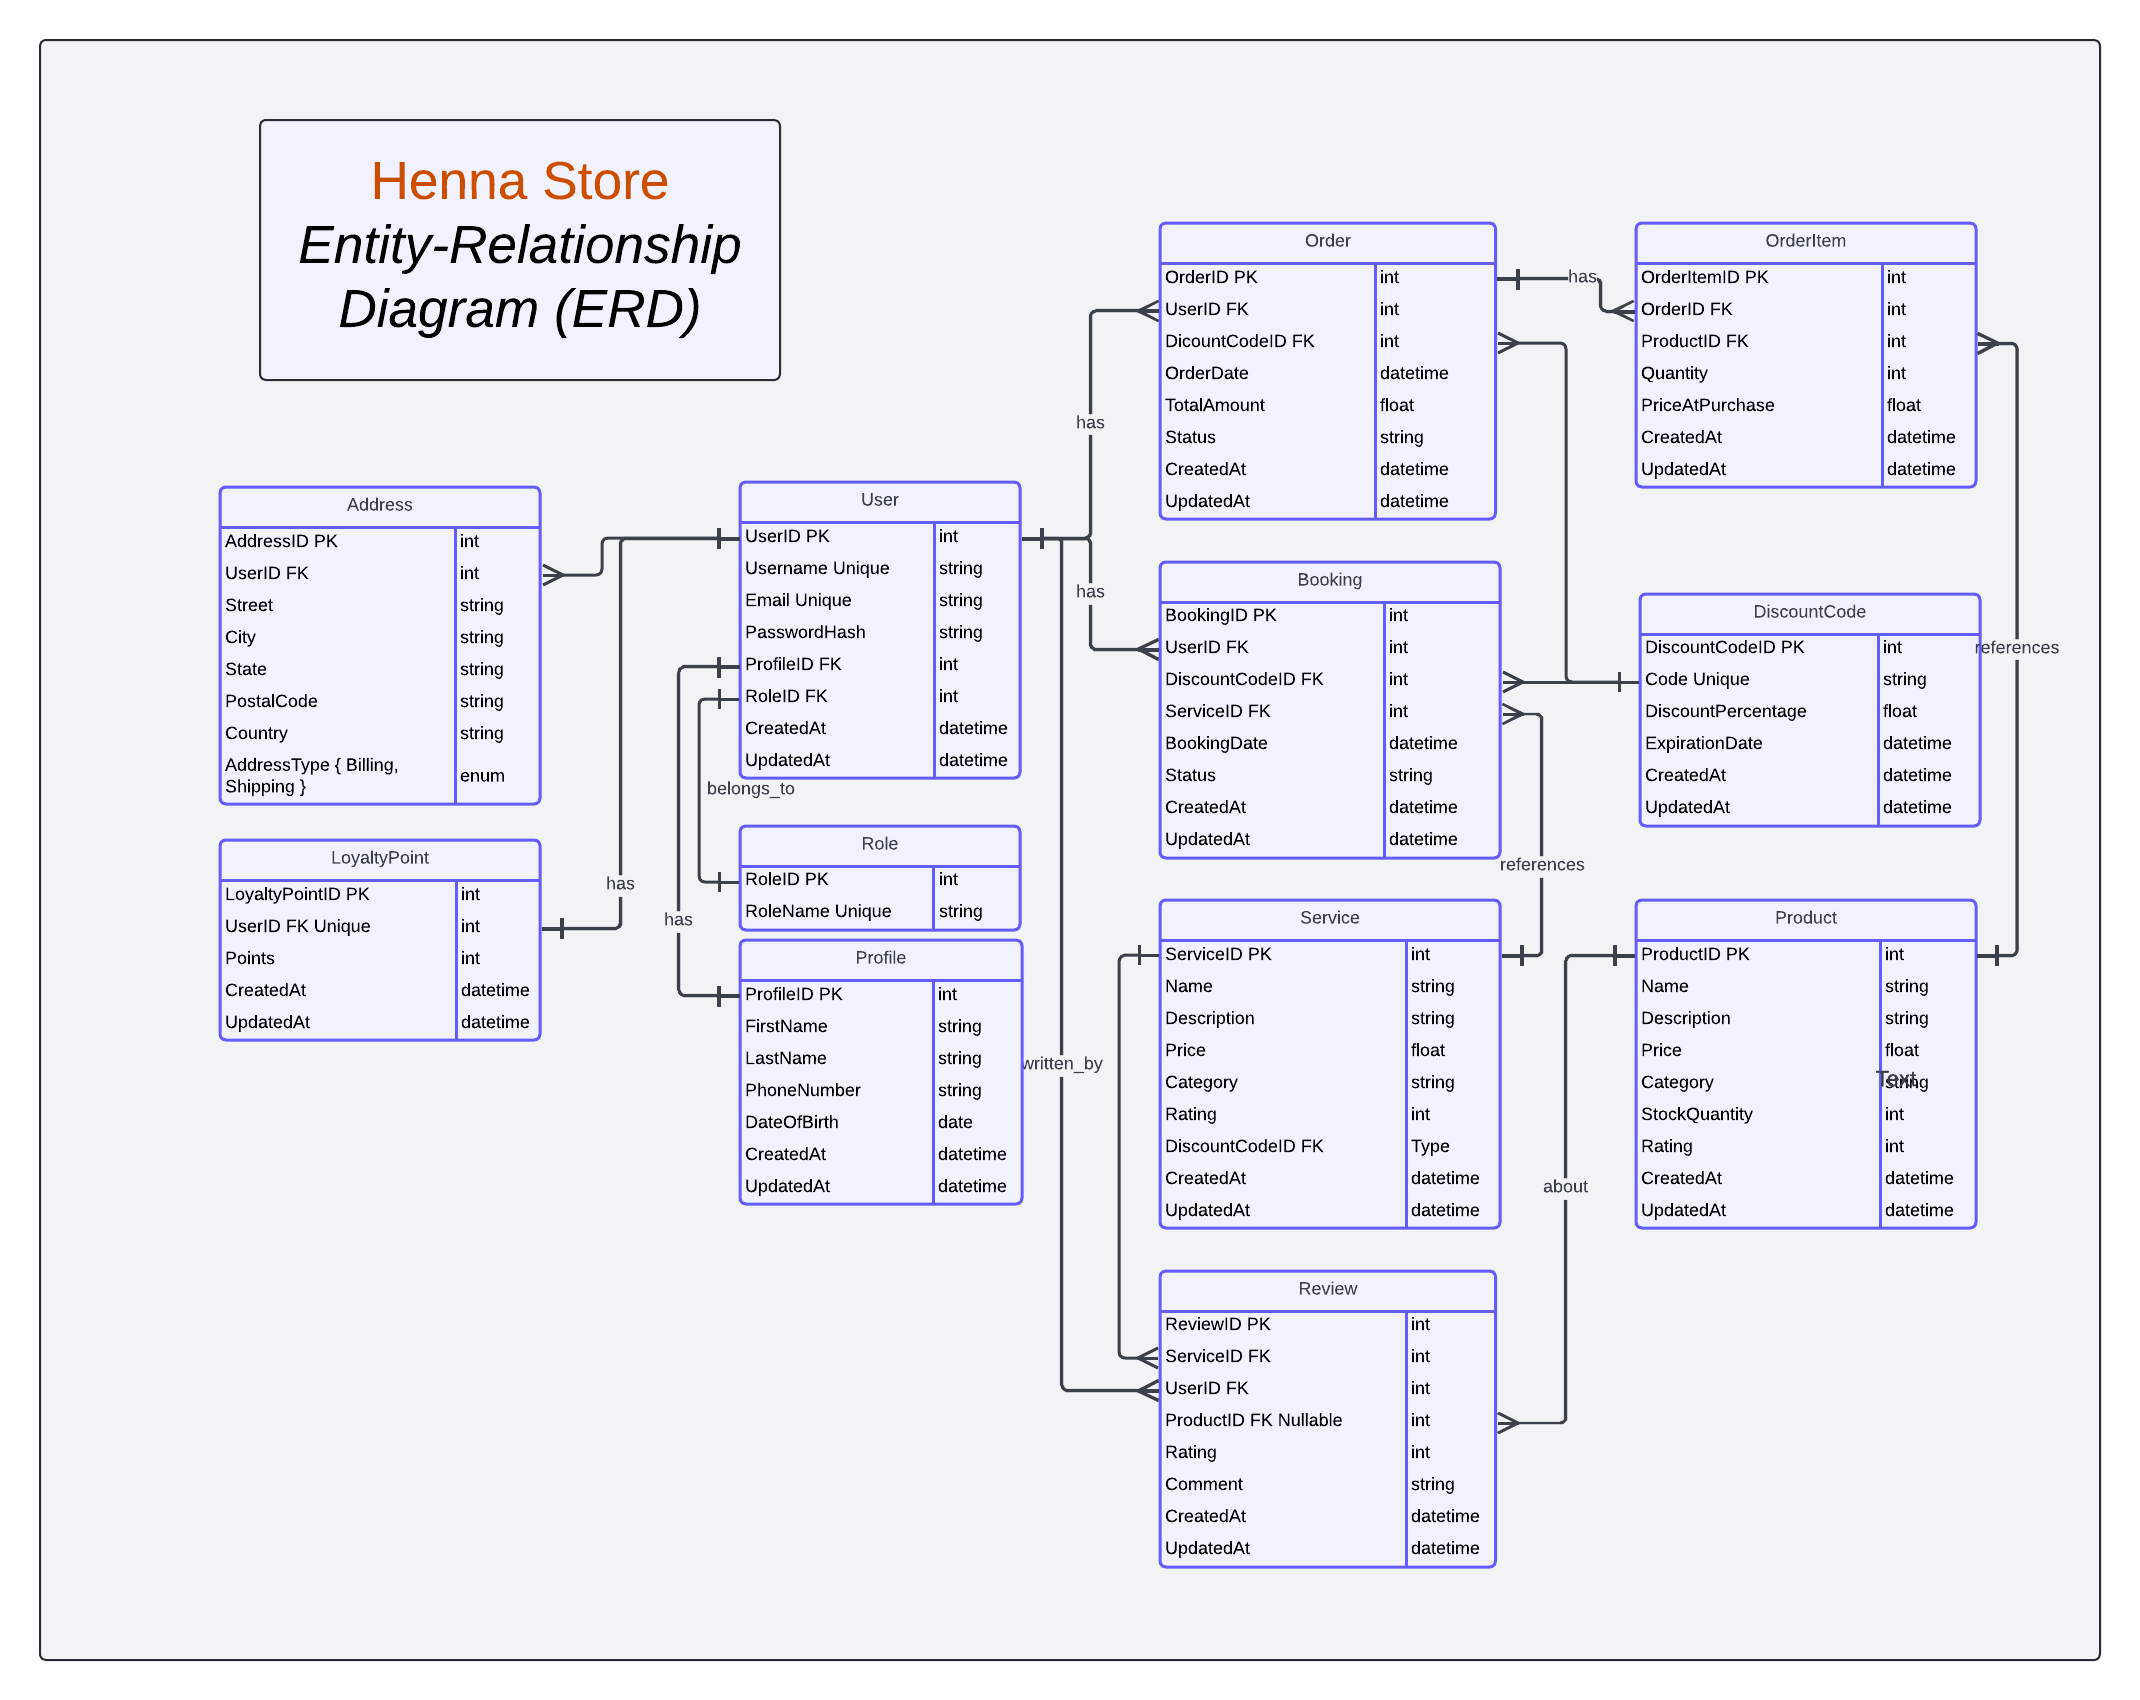 Henna Store
Entity-Relationship
Diagram (ERD)
Address
AddressID PK int
UserID FK int
Street string
City string
State string
PostalCode string
Country string
AddressType { Billing,
Shipping } enum
LoyaltyPoint
LoyaltyPointID PK int
UserID FK Unique int
Points int
CreatedAt datetime
UpdatedAt datetime
has
User
UserID PK int
Username Unique string
Email Unique string
PasswordHash string
ProfileID FK int
RoleID FK int
CreatedAt datetime
UpdatedAt datetime
belongs_to
has
Role
RoleID PK int
RoleName Unique string
Profile
ProfileID PK int
FirstName string
LastName string
PhoneNumber string
DateOfBirth date
CreatedAt datetime
UpdatedAt datetime
has
has
written_by
Order
OrderID PK int
UserID FK int
DicountCodeID FK int
OrderDate datetime
TotalAmount float
Status string
CreatedAt datetime
UpdatedAt datetime
has
Booking
BookingID PK int
UserID FK int
DiscountCodeID FK int
ServiceID FK int
BookingDate datetime
Status string
CreatedAt datetime
UpdatedAt datetime
references
Service
ServiceID PK int
Name string
Description string
Price float
Category string
Rating int
DiscountCodeID FK Type
CreatedAt datetime
UpdatedAt datetime
about
Review
ReviewID PK int
ServiceID FK int
UserID FK int
ProductID FK Nullable int
Rating int
Comment string
CreatedAt datetime
UpdatedAt datetime
OrderItem
OrderItemID PK int
OrderID FK int
ProductID FK int
Quantity int
PriceAtPurchase float
CreatedAt datetime
UpdatedAt datetime
DiscountCode
DiscountCodeID PK int
Code Unique string
DiscountPercentage float
ExpirationDate datetime
CreatedAt datetime
UpdatedAt datetime
references
Product
ProductID PK int
Name string
Description string
Price float
Category string
Text
StockQuantity int
Rating int
CreatedAt datetime
UpdatedAt datetime